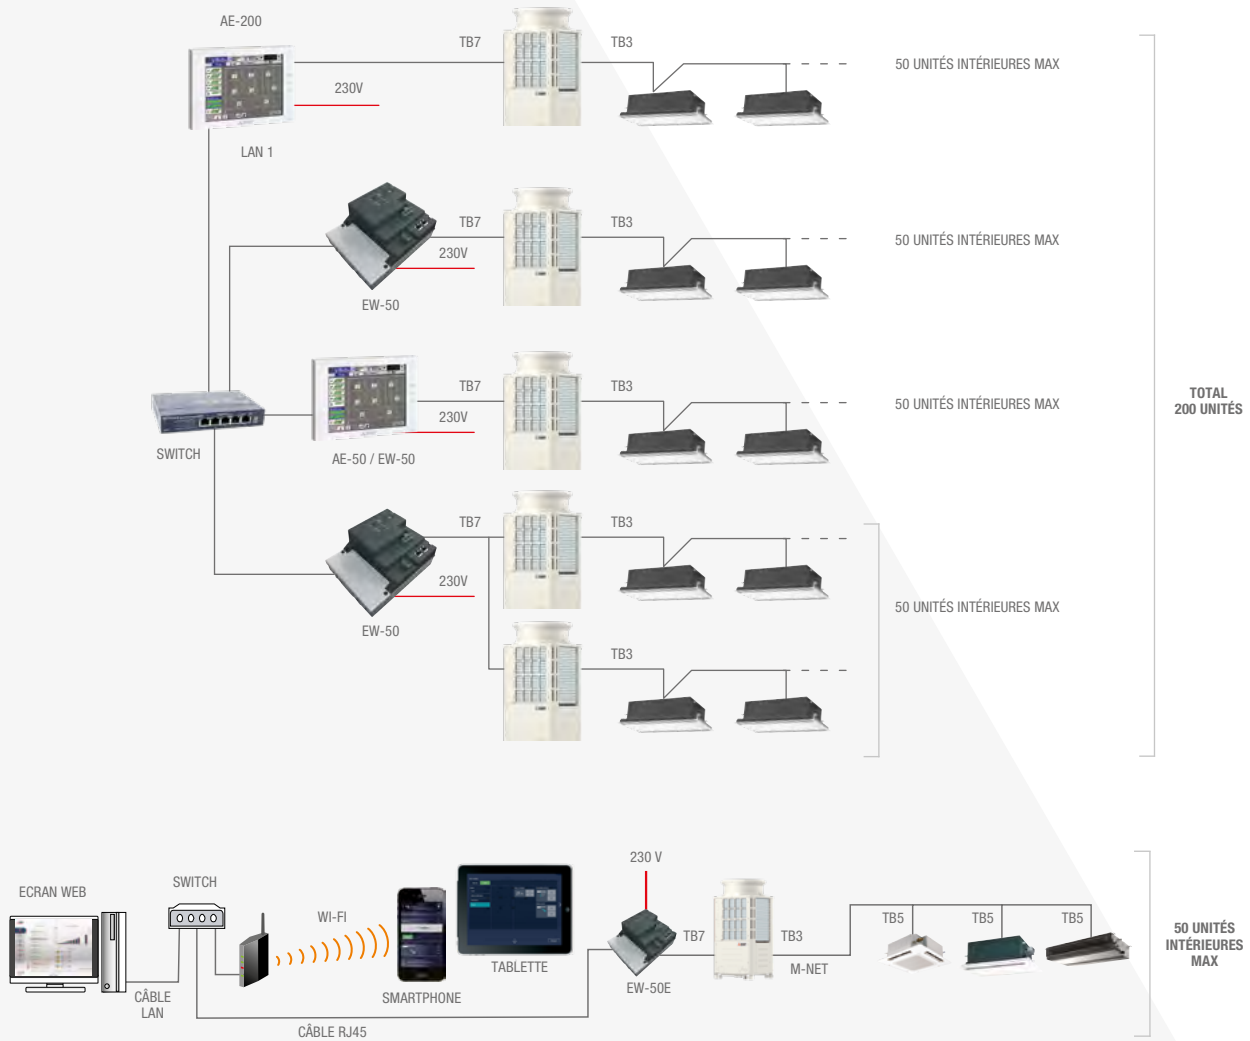 AE-200
TB7
TB3
50 UNITÉS INTÉRIEURES MAX
230V
LAN 1
TB7
TB3
50 UNITÉS INTÉRIEURES MAX
230V
EW-50
TB7
TB3
50 UNITÉS INTÉRIEURES MAX
230V
TOTAL
200 UNITÉS
SWITCH
AE-50 / EW-50
TB7
TB3
230V
50 UNITÉS INTÉRIEURES MAX
EW-50
TB3
230 V
ECRAN WEB
SWITCH
WI-FI
TB7
TB3
TB5
TB5
TB5
50 UNITÉS
INTÉRIEURES
MAX
TABLETTE
M-NET
EW-50E
SMARTPHONE
CÂBLE
LAN
CÂBLE RJ45